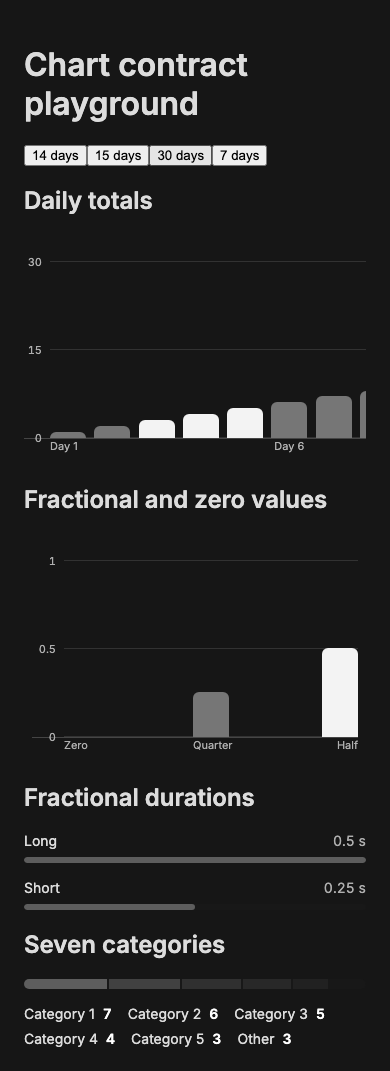 Chart contract
playground
14 days 15 days 30 days 7 days
Daily totals
30
15
0
Day 1 Day 6
Fractional and zero values
1
0.5
0
Zero Quarter Half
Fractional durations
Long 0.5 s
Short 0.25 s
Seven categories
Category 1 7 Category 2 6 Category 3 5
Category 4 4 Category 5 3 Other 3